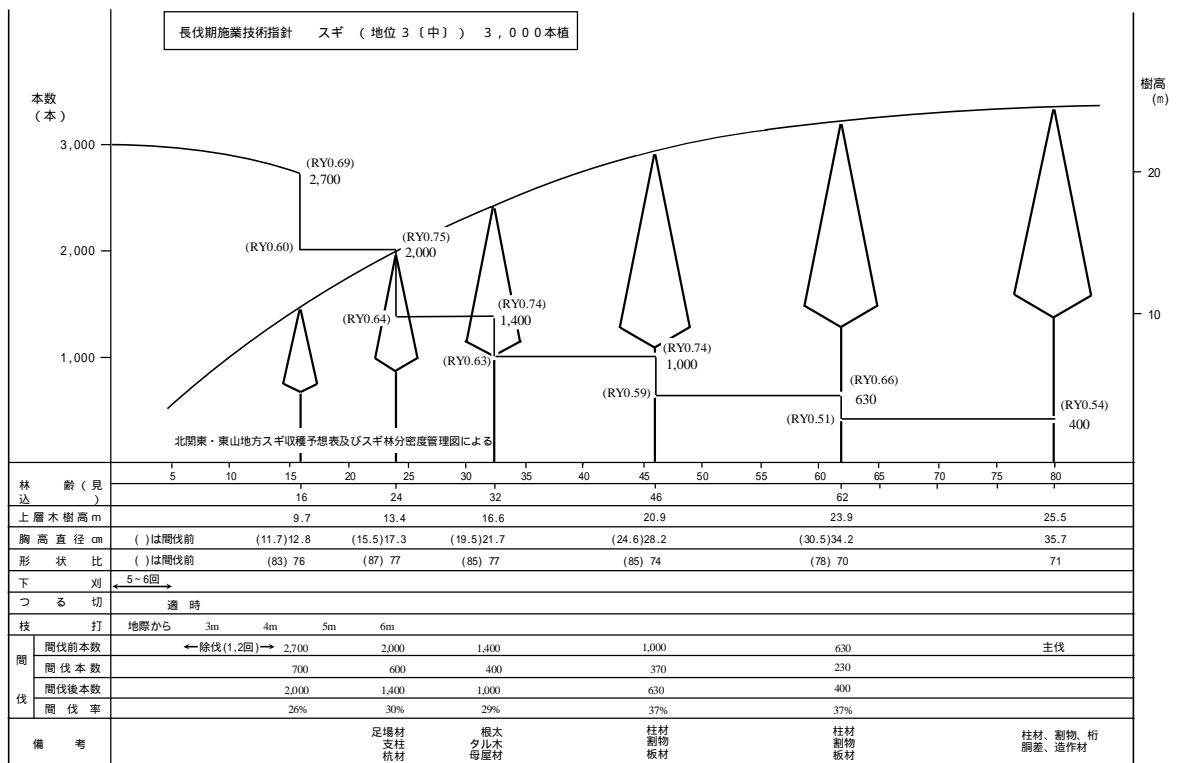 長伐期施業技術指針　スギ（地位３〔中〕）３，０００本植
本数
（本）
樹高
(m)
3,000
2,000
1,000
20
10
(RY0.69)
2,700
(RY0.60)
(RY0.75)
2,000
(RY0.64)
(RY0.74)
1,400
(RY0.63)
(RY0.74)
1,000
(RY0.59)
(RY0.66)
630
(RY0.51)
(RY0.54)
400
北関東・東山地方スギ収穫予想表及びスギ林分密度管理図による
林　齢（見込　） 5 10 15 20 25 30 35 40 45 50 55 60 65 70 75 80
16 24 32 46 62
上層木樹高m 9.7 13.4 16.6 20.9 23.9 25.5
胸高直径cm ( )は間伐前 (11.7)12.8 (15.5)17.3 (19.5)21.7 (24.6)28.2 (30.5)34.2 35.7
形状比 ( )は間伐前 (83) 76 (87) 77 (85) 77 (85) 74 (78) 70 71
下刈 5~6回
つる切 適時
枝打 地際から 3m 4m 5m 6m
間伐
間伐前本数 ←除伐(1,2回)→ 2,700 2,000 1,400 1,000 630 主伐
間伐本数 700 600 400 370 230
間伐後本数 2,000 1,400 1,000 630 400
間伐率 26% 30% 29% 37% 37%
備考
足場材
支柱
杭材
根太
タル木
母屋材
柱材
割物
板材
柱材
割物
板材
柱材、割物、桁
胴差、造作材